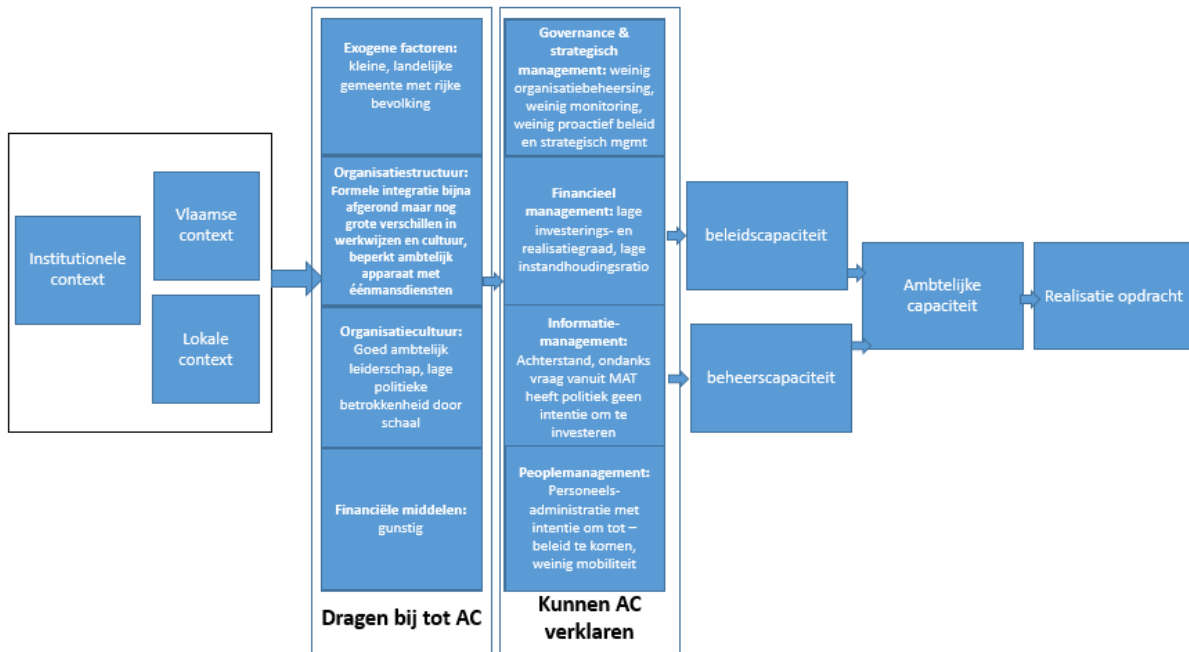 Institutionele
context
Vlaamse
context
Lokale
context
Exogene factoren:
kleine, landelijke
gemeente met rijke
bevolking
Organisatiestructuur:
Formele integratie bijna
afgerond maar nog
grote verschillen in
werkwijzen en cultuur,
beperkt ambtelijk
apparaat met
éénmansdiensten
Organisatiecultuur:
Goed ambtelijk
leiderschap, lage
politieke
betrokkenheid door
schaal
Financiële middelen:
gunstig
Dragen bij tot AC
Governance &
strategisch
management: weinig
organisatiebeheersing,
weinig monitoring,
weinig proactief beleid
en strategisch mgmt
Financieel
management: lage
investerings- en
realisatiegraad, lage
instandhoudingsratio
Informatie-
management:
Achterstand, ondanks
vraag vanuit MAT
heeft politiek geen
intentie om te
investeren
Peoplemanagement:
Personeels-
administratie met
intentie om tot –
beleid te komen,
weinig mobiliteit
Kunnen AC
verklaren
beleidscapaciteit
beheerscapaciteit
Ambtelijke
capaciteit
Realisatie opdracht